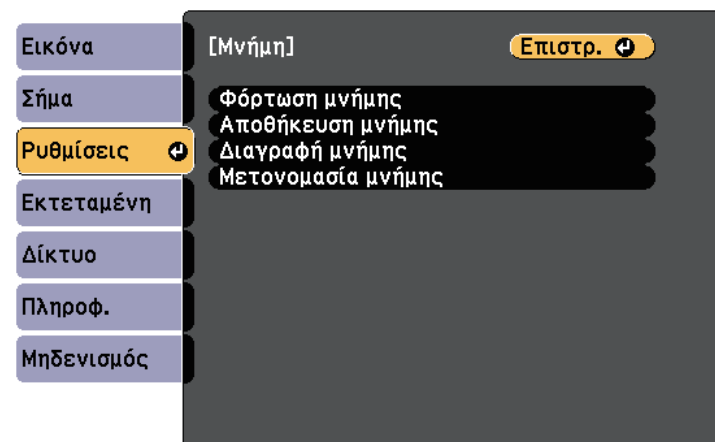 Εικόνα
Σήμα
Ρυθμίσεις
Εκτεταμένη
Δίκτυο
Πληροφ.
Μηδενισμός
[Μνήμη] Επιστρ.
Φόρτωση μνήμης
Αποθήκευση μνήμης
Διαγραφή μνήμης
Μετονομασία μνήμης